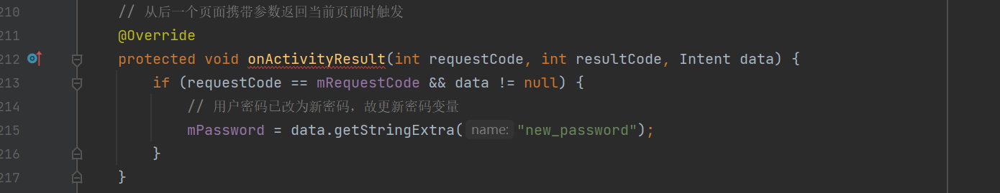 210 // 从后一个页面携带参数返回当前页面时触发
211 @Override
212 protected void onActivityResult(int requestCode, int resultCode, Intent data) {
213 if (requestCode == mRequestCode && data != null) {
214 // 用户密码已改为新密码，故更新密码变量
215 mPassword = data.getStringExtra( name: "new_password");
216 }
217 }